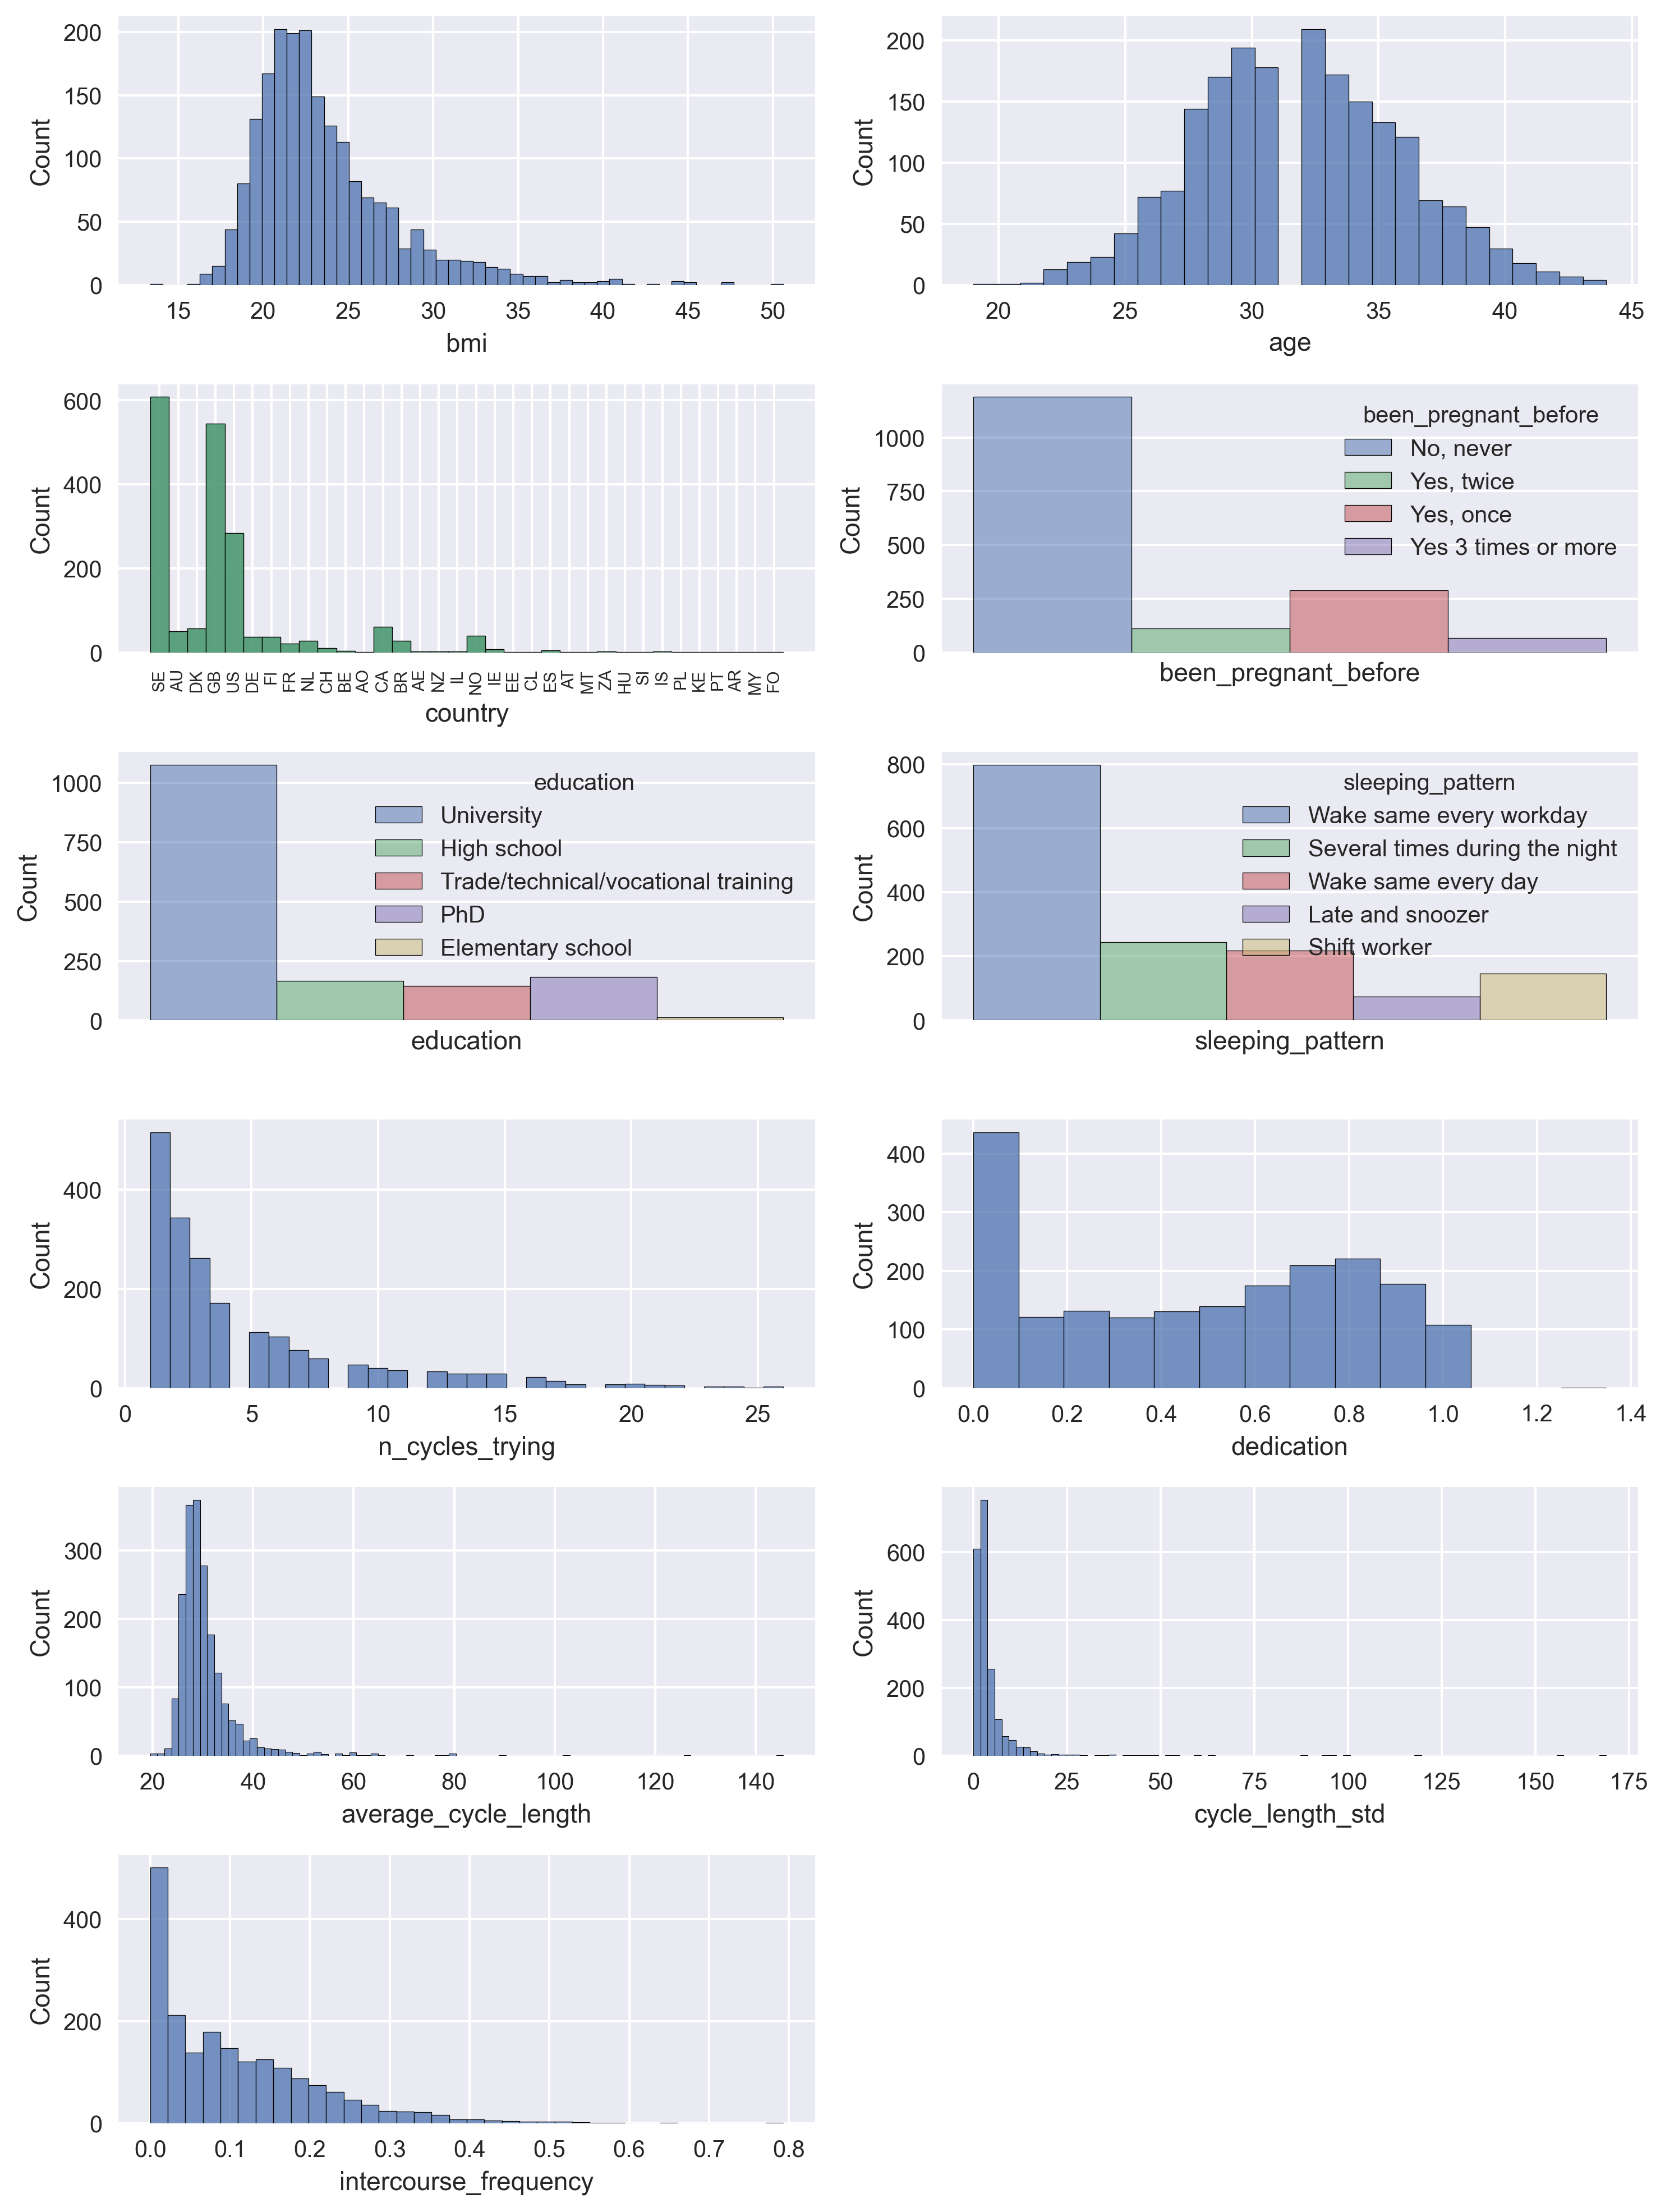 200
150
100
50
0
Count
15 20 25 30 35 40 45 50
bmi
200
150
100
50
0
Count
20 25 30 35 40 45
age
600
400
200
0
Count
SE AU DK GB US DE FI FR NL CH BE AO CA BR AE NZ IL NO IE EE CL ES AT MT ZA HU SI IS PL KE PT AR MY FO
country
1000
750
500
250
0
Count
been_pregnant_before
No, never
Yes, twice
Yes, once
Yes 3 times or more
been_pregnant_before
1000
750
500
250
0
Count
education
University
High school
Trade/technical/vocational training
PhD
Elementary school
education
800
600
400
200
0
Count
sleeping_pattern
Wake same every workday
Several times during the night
Wake same every day
Late and snoozer
Shift worker
sleeping_pattern
400
200
0
Count
0 5 10 15 20 25
n_cycles_trying
400
300
200
100
0
Count
0.0 0.2 0.4 0.6 0.8 1.0 1.2 1.4
dedication
300
200
100
0
Count
20 40 60 80 100 120 140
average_cycle_length
600
400
200
0
Count
0 25 50 75 100 125 150 175
cycle_length_std
400
200
0
Count
0.0 0.1 0.2 0.3 0.4 0.5 0.6 0.7 0.8
intercourse_frequency